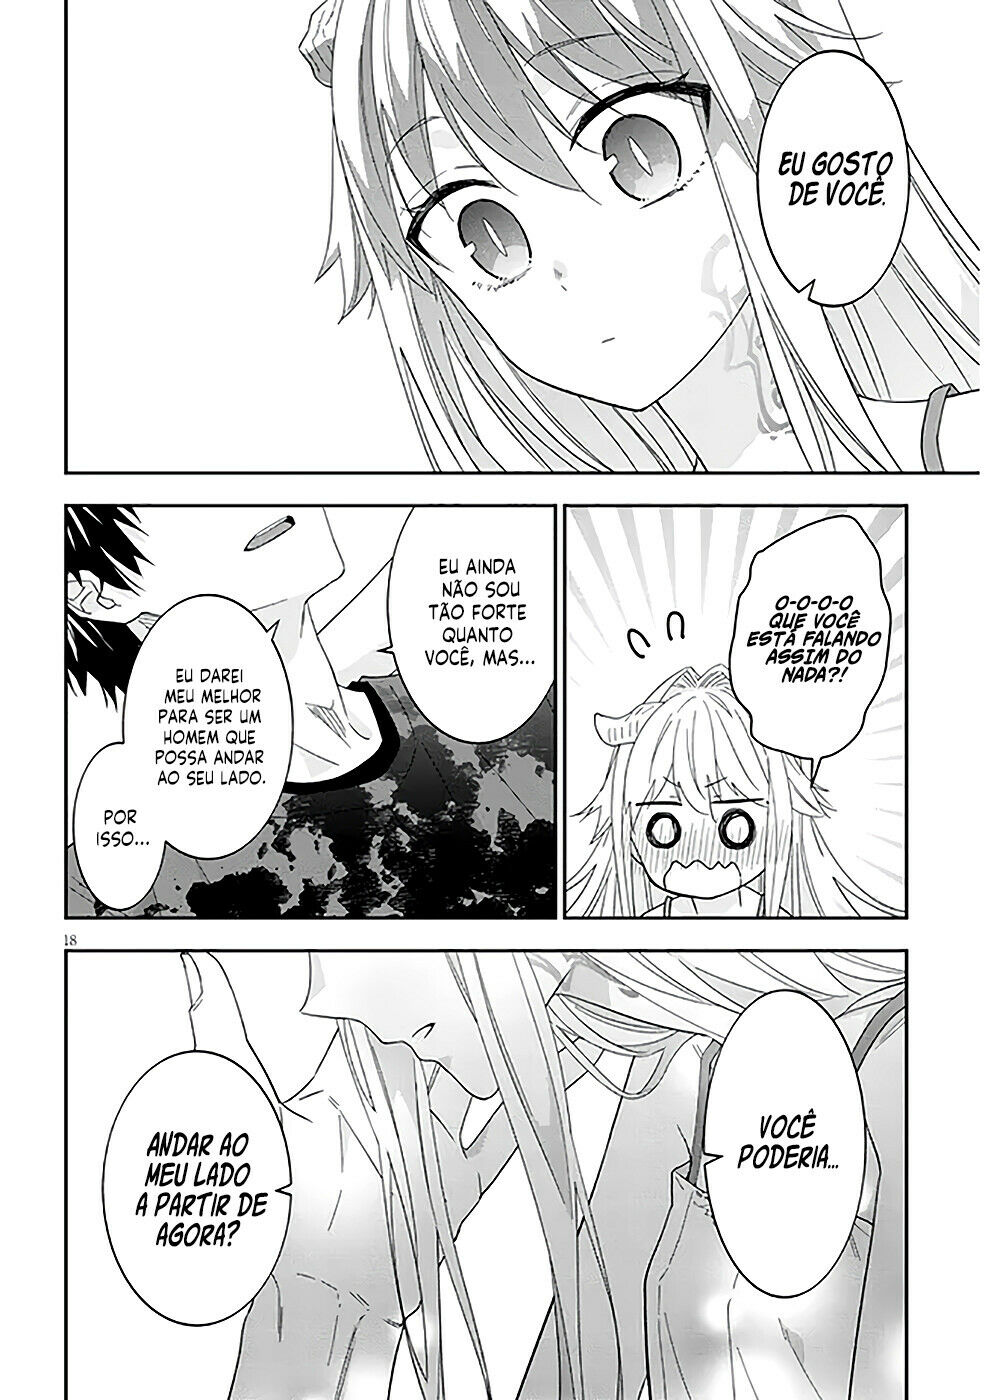 EU GOSTO
DE VOCÊ.
O-O-O-O
QUE VOCÊ
ESTÁ FALANDO
ASSIM DO
NADA?!
EU AINDA
NÃO SOU
TÃO FORTE
QUANTO
VOCÊ, MAS...
EU DAREI
MEU MELHOR
PARA SER UM
HOMEM QUE
POSSA ANDAR
AO SEU LADO.
POR
ISSO...
18
VOCÊ
PODERIA...
ANDAR AO
MEU LADO
A PARTIR DE
AGORA?